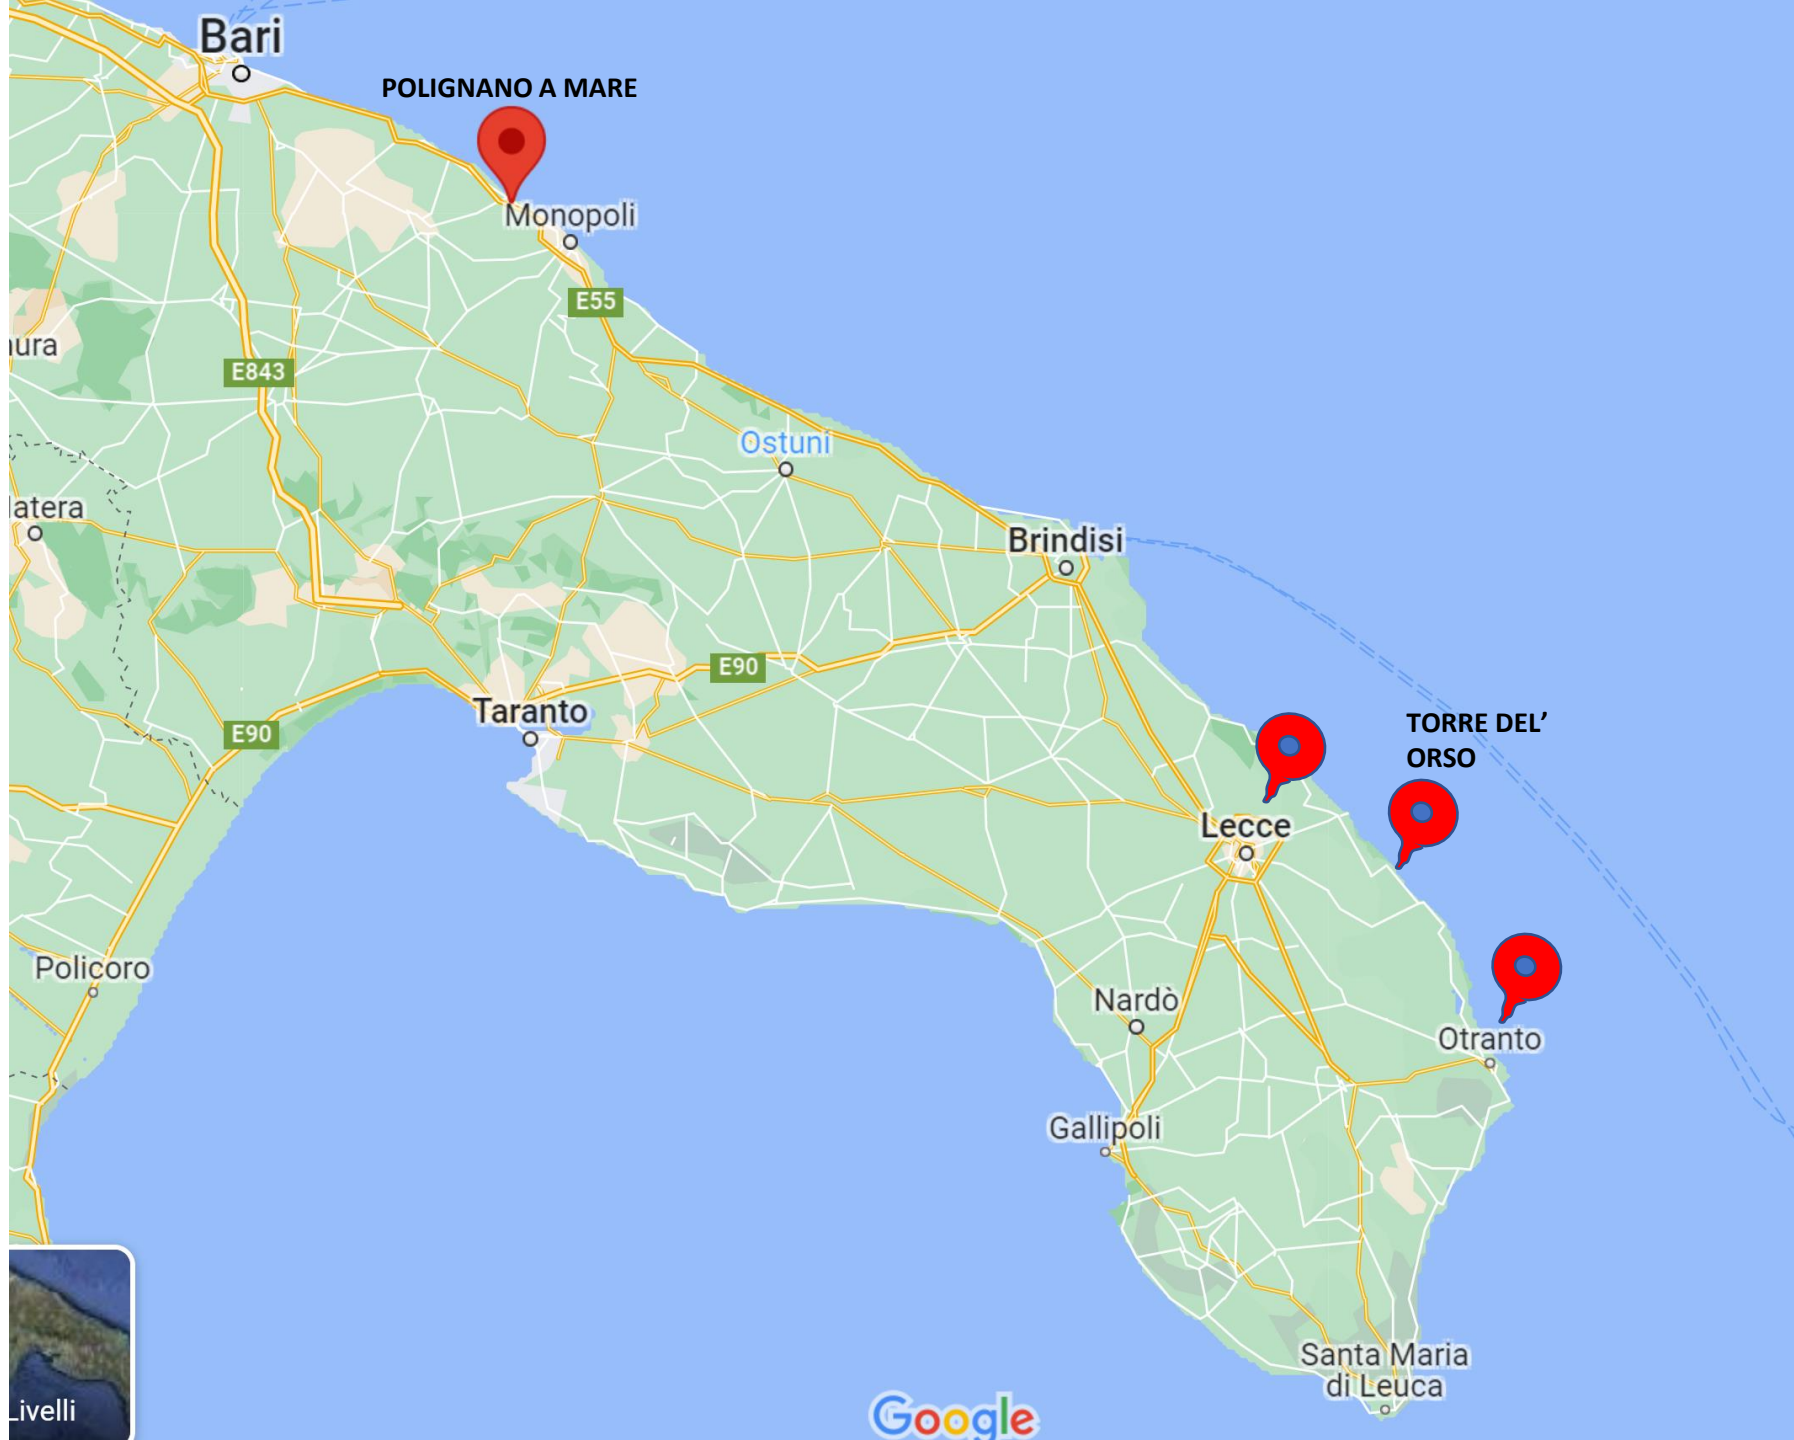 Bari
POLIGNANO A MARE
Monopoli
E55
ura
E843
Ostuni
atera
Brindisi
E90
Taranto
E90
TORRE DEL’
ORSO
Lecce
Policoro
Nardò
Otranto
Gallipoli
Santa Maria
di Leuca
Livelli
Google